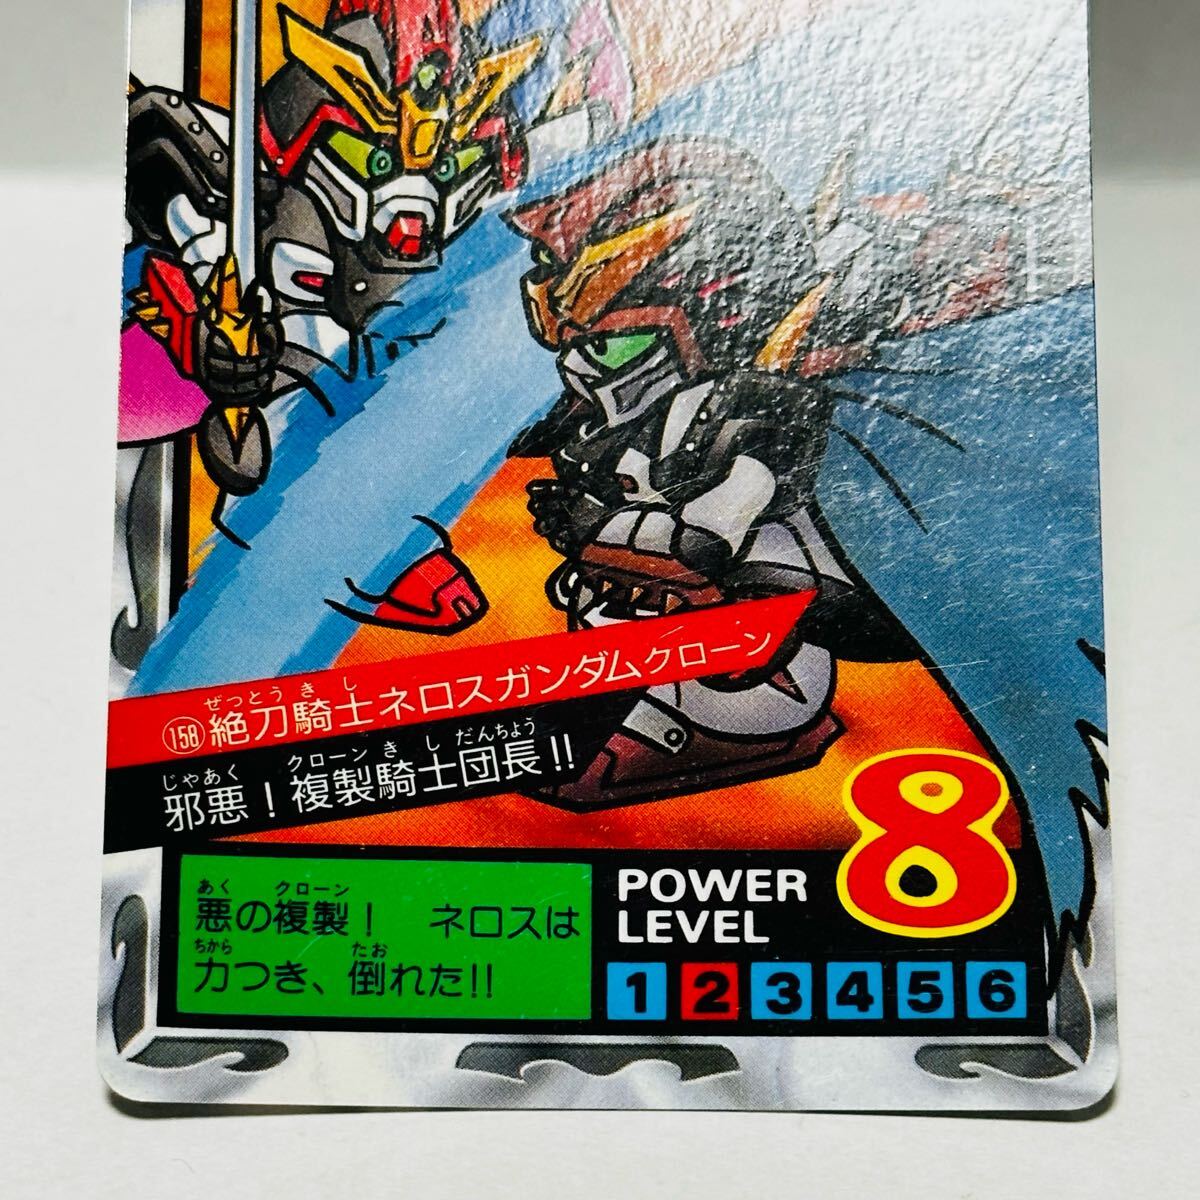 ぜっとう き し
158 絶刀騎士ネロスガンダムクローン
じゃあく クローン き し だんちょう
邪悪！複製騎士団長!!
あく クローン
悪の複製！ ネロスは
ちから たお
力つき、倒れた!!
POWER
LEVEL
8
1 2 3 4 5 6